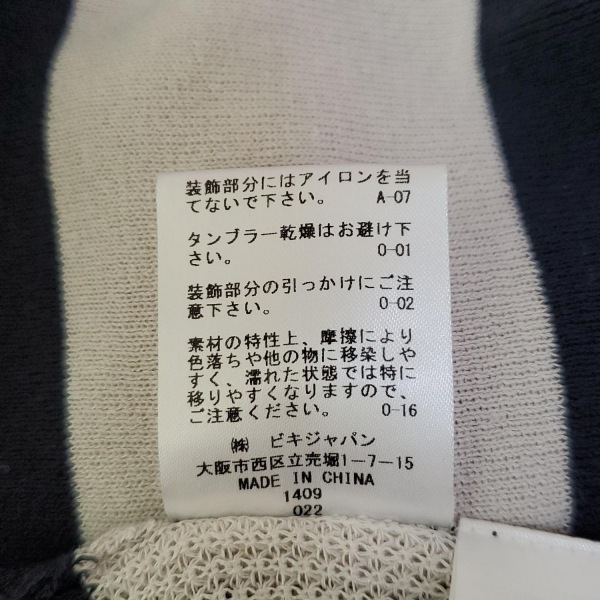 装飾部分にはアイロンを当
てないで下さい。 A-07
タンブラー乾燥はお避け下
さい。 0-01
装飾部分の引っかけにご注
意下さい。 0-02
素材の特性上、摩擦により
色落ちや他の物に移染しや
すく、濡れた状態では特に
移りやすくなりますので、
ご注意ください。 0-16
㈱ ビキジャパン
大阪市西区立売堀1-7-15
MADE IN CHINA
1409
022